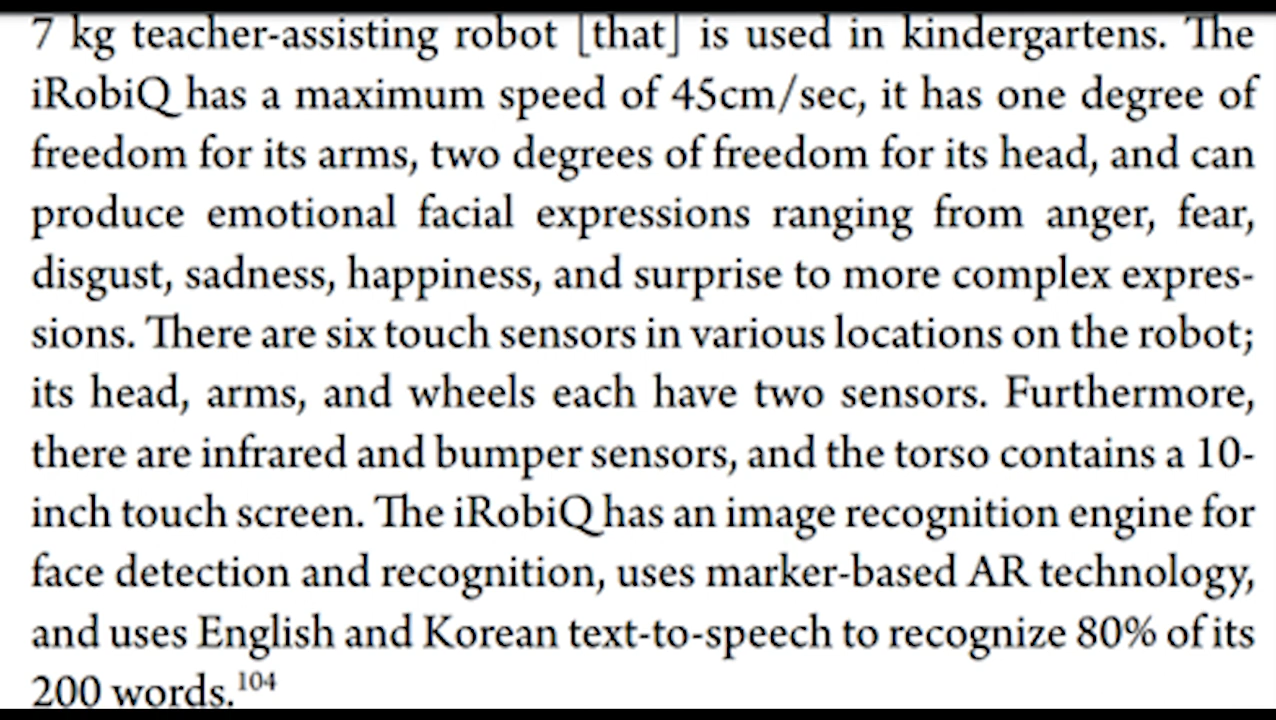 7 kg teacher-assisting robot [that] is used in kindergartens. The
iRobiQ has a maximum speed of 45cm/sec, it has one degree of
freedom for its arms, two degrees of freedom for its head, and can
produce emotional facial expressions ranging from anger, fear,
disgust, sadness, happiness, and surprise to more complex expres-
sions. There are six touch sensors in various locations on the robot;
its head, arms, and wheels each have two sensors. Furthermore,
there are infrared and bumper sensors, and the torso contains a 10-
inch touch screen. The iRobiQ has an image recognition engine for
face detection and recognition, uses marker-based AR technology,
and uses English and Korean text-to-speech to recognize 80% of its
200 words.104